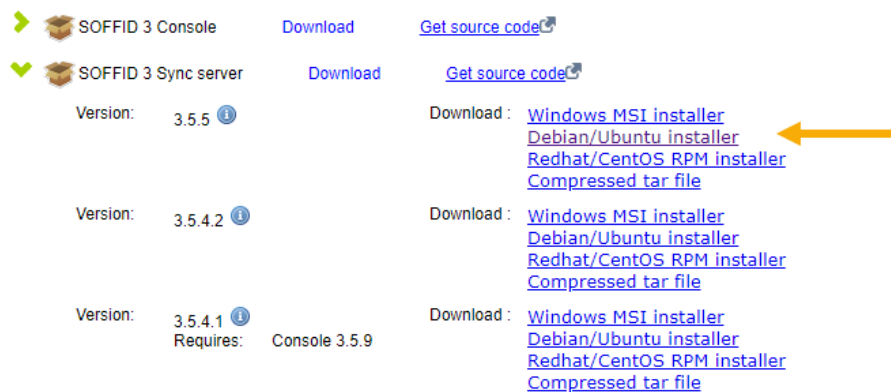 SOFFID 3 Console Download Get source code
SOFFID 3 Sync server Download Get source code
Version: 3.5.5 Download : Windows MSI installer
Debian/Ubuntu installer
Redhat/CentOS RPM installer
Compressed tar file
Version: 3.5.4.2 Download : Windows MSI installer
Debian/Ubuntu installer
Redhat/CentOS RPM installer
Compressed tar file
Version: 3.5.4.1 Download : Windows MSI installer
Requires: Console 3.5.9 Debian/Ubuntu installer
Redhat/CentOS RPM installer
Compressed tar file